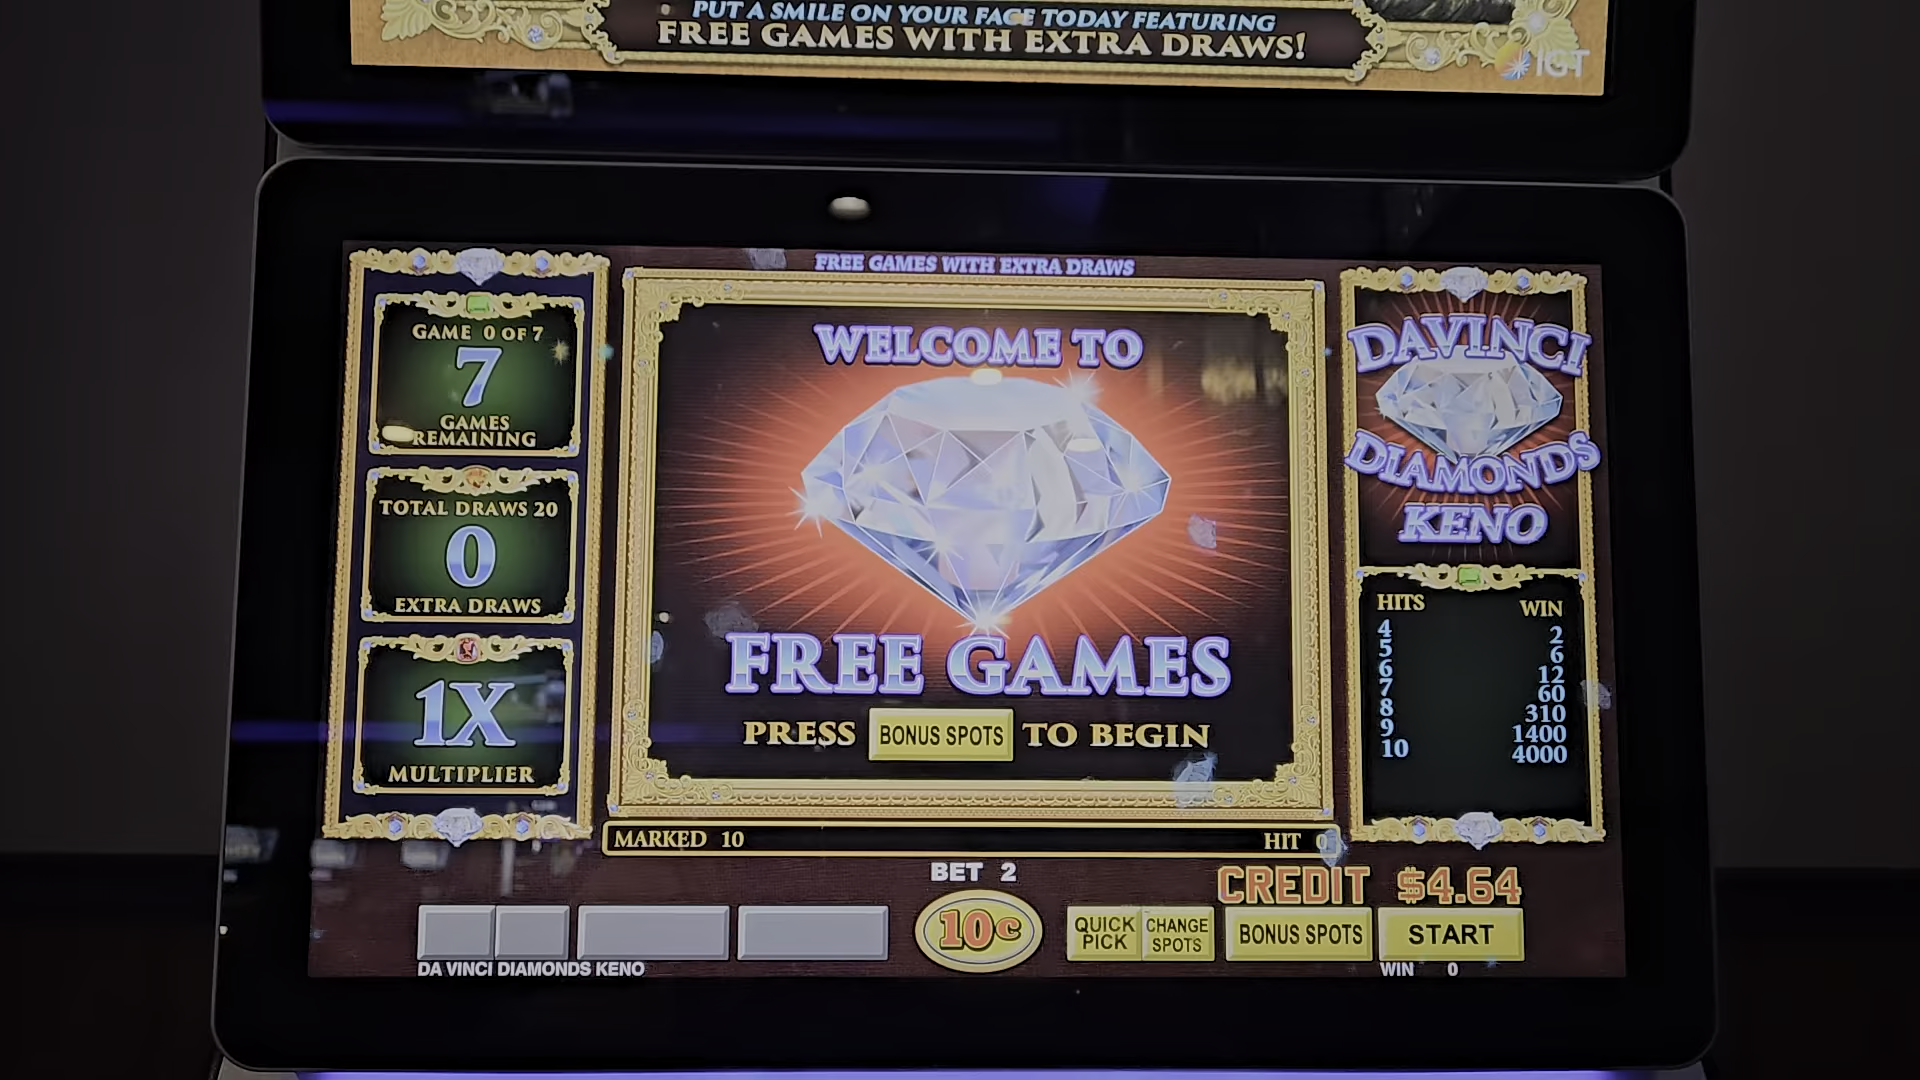 PUT A SMILE ON YOUR FACE TODAY FEATURING
FREE GAMES WITH EXTRA DRAWS!
IGT
FREE GAMES WITH EXTRA DRAWS
GAME 0 OF 7
7
GAMES
REMAINING
TOTAL DRAWS 20
0
EXTRA DRAWS
1X
MULTIPLIER
WELCOME TO
FREE GAMES
PRESS BONUS SPOTS TO BEGIN
DAVINCI
DIAMONDS
KENO
HITS WIN
4 2
5 6
6 12
7 60
8 310
9 1400
10 4000
MARKED 10 HIT 0
BET 2
CREDIT $4.64
10¢
QUICK PICK
CHANGE SPOTS
BONUS SPOTS
START
DA VINCI DIAMONDS KENO
WIN 0